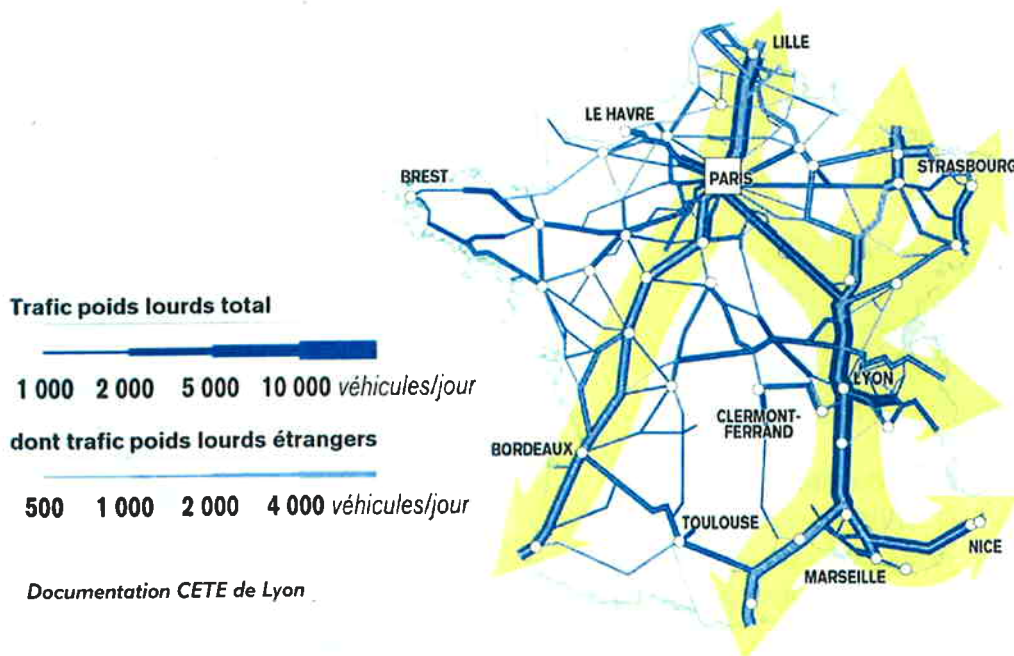 LILLE
LE HAVRE
BREST
PARIS
STRASBOURG
Trafic poids lourds total
1 000 2 000 5 000 10 000 véhicules/jour
dont trafic poids lourds étrangers
500 1 000 2 000 4 000 véhicules/jour
LYON
CLERMONT-
FERRAND
BORDEAUX
TOULOUSE
NICE
MARSEILLE
Documentation CETE de Lyon